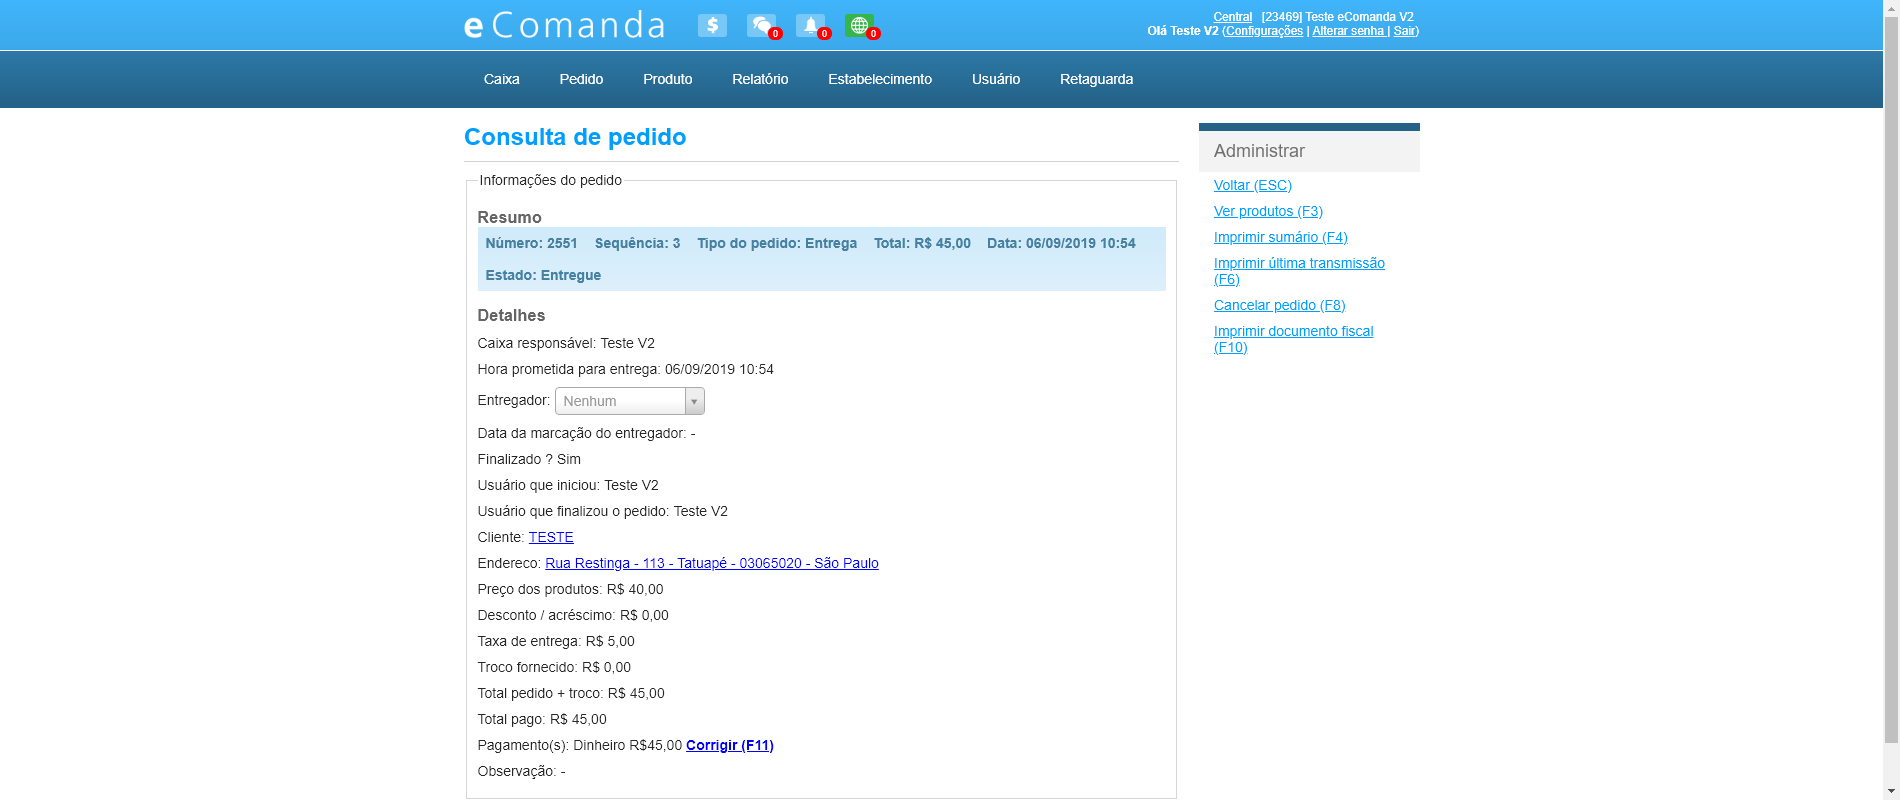 eComanda
$
0
0
0
Central [23469] Teste eComanda V2
Olá Teste V2 (Configurações | Alterar senha | Sair)
Caixa Pedido Produto Relatório Estabelecimento Usuário Retaguarda
Consulta de pedido
Informações do pedido
Resumo
Número: 2551 Sequência: 3 Tipo do pedido: Entrega Total: R$ 45,00 Data: 06/09/2019 10:54
Estado: Entregue
Detalhes
Caixa responsável: Teste V2
Hora prometida para entrega: 06/09/2019 10:54
Entregador: Nenhum
Data da marcação do entregador: -
Finalizado ? Sim
Usuário que iniciou: Teste V2
Usuário que finalizou o pedido: Teste V2
Cliente: TESTE
Endereco: Rua Restinga - 113 - Tatuapé - 03065020 - São Paulo
Preço dos produtos: R$ 40,00
Desconto / acréscimo: R$ 0,00
Taxa de entrega: R$ 5,00
Troco fornecido: R$ 0,00
Total pedido + troco: R$ 45,00
Total pago: R$ 45,00
Pagamento(s): Dinheiro R$45,00 Corrigir (F11)
Observação: -
Administrar
Voltar (ESC)
Ver produtos (F3)
Imprimir sumário (F4)
Imprimir última transmissão
(F6)
Cancelar pedido (F8)
Imprimir documento fiscal
(F10)